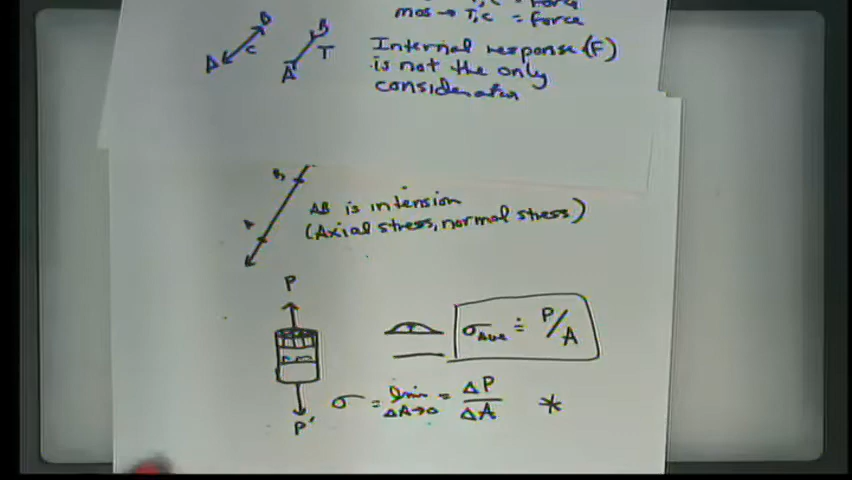 = force
mos → T, C = force
B
C
A
B
T
A
Internal response (F)
is not the only
consideration
B
A
AB is in tension
(Axial stress, normal stress)
P
σAve = P/A
σ = lim = ΔP/ΔA *
ΔA→0
P'